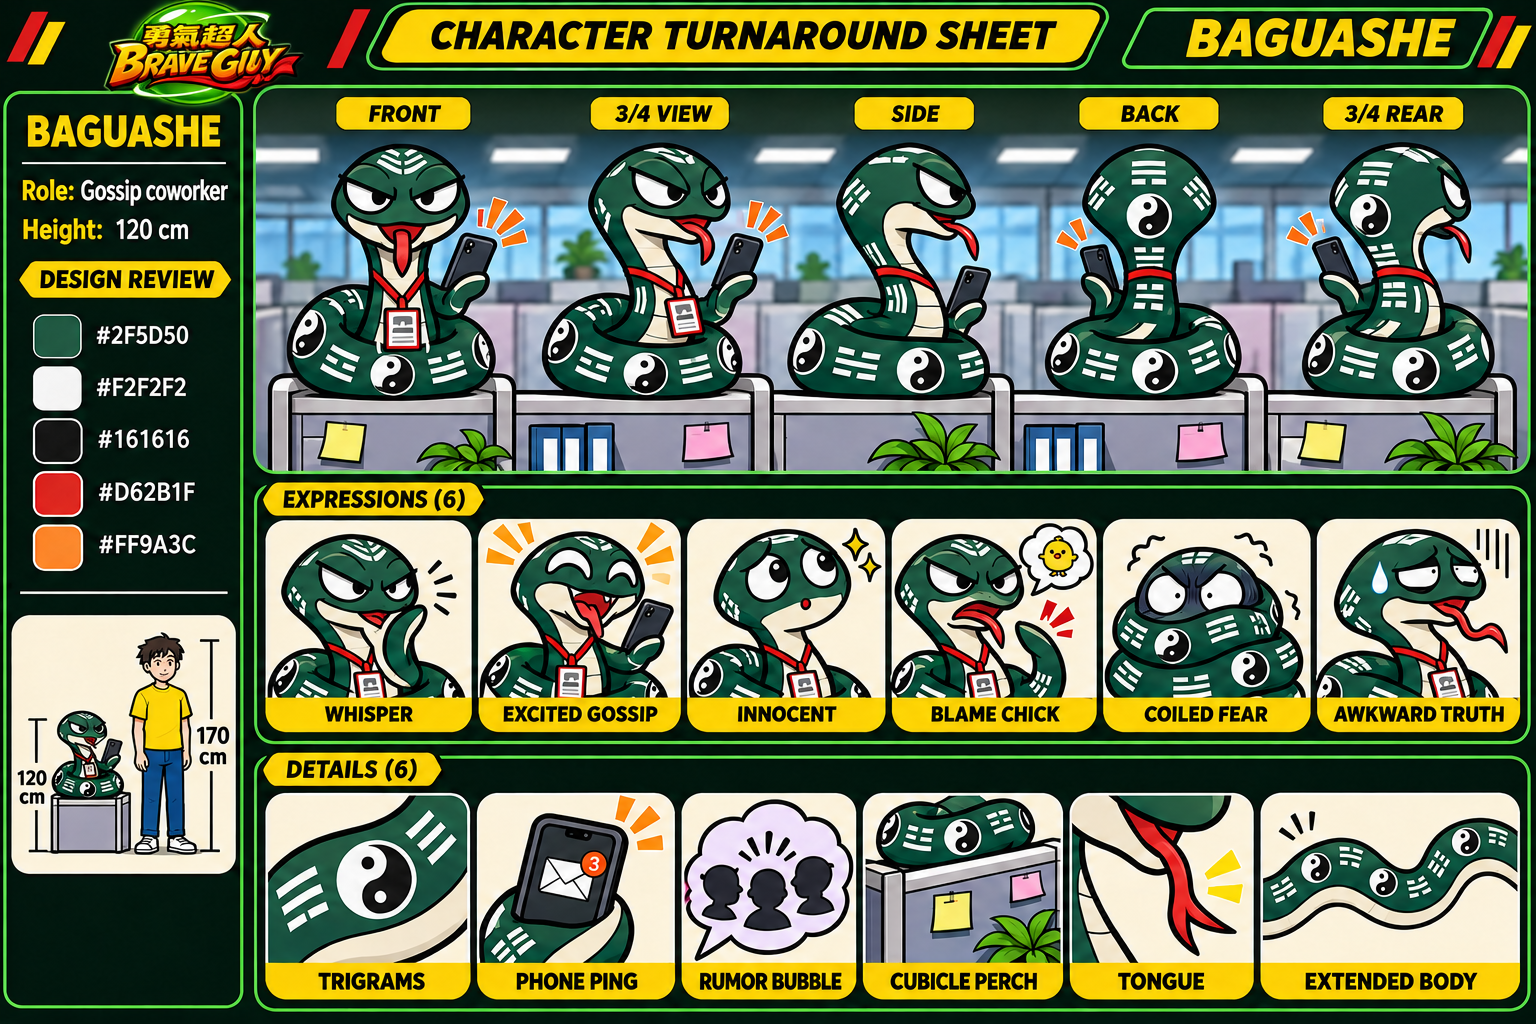 勇氣超人
BRAVE GUY
CHARACTER TURNAROUND SHEET
BAGUASHE
BAGUASHE
Role: Gossip coworker
Height: 120 cm
DESIGN REVIEW
#2F5D50
#F2F2F2
#161616
#D62B1F
#FF9A3C
120
cm
170
cm
FRONT
3/4 VIEW
SIDE
BACK
3/4 REAR
EXPRESSIONS (6)
WHISPER
EXCITED GOSSIP
INNOCENT
BLAME CHICK
COILED FEAR
AWKWARD TRUTH
DETAILS (6)
3
TRIGRAMS
PHONE PING
RUMOR BUBBLE
CUBICLE PERCH
TONGUE
EXTENDED BODY